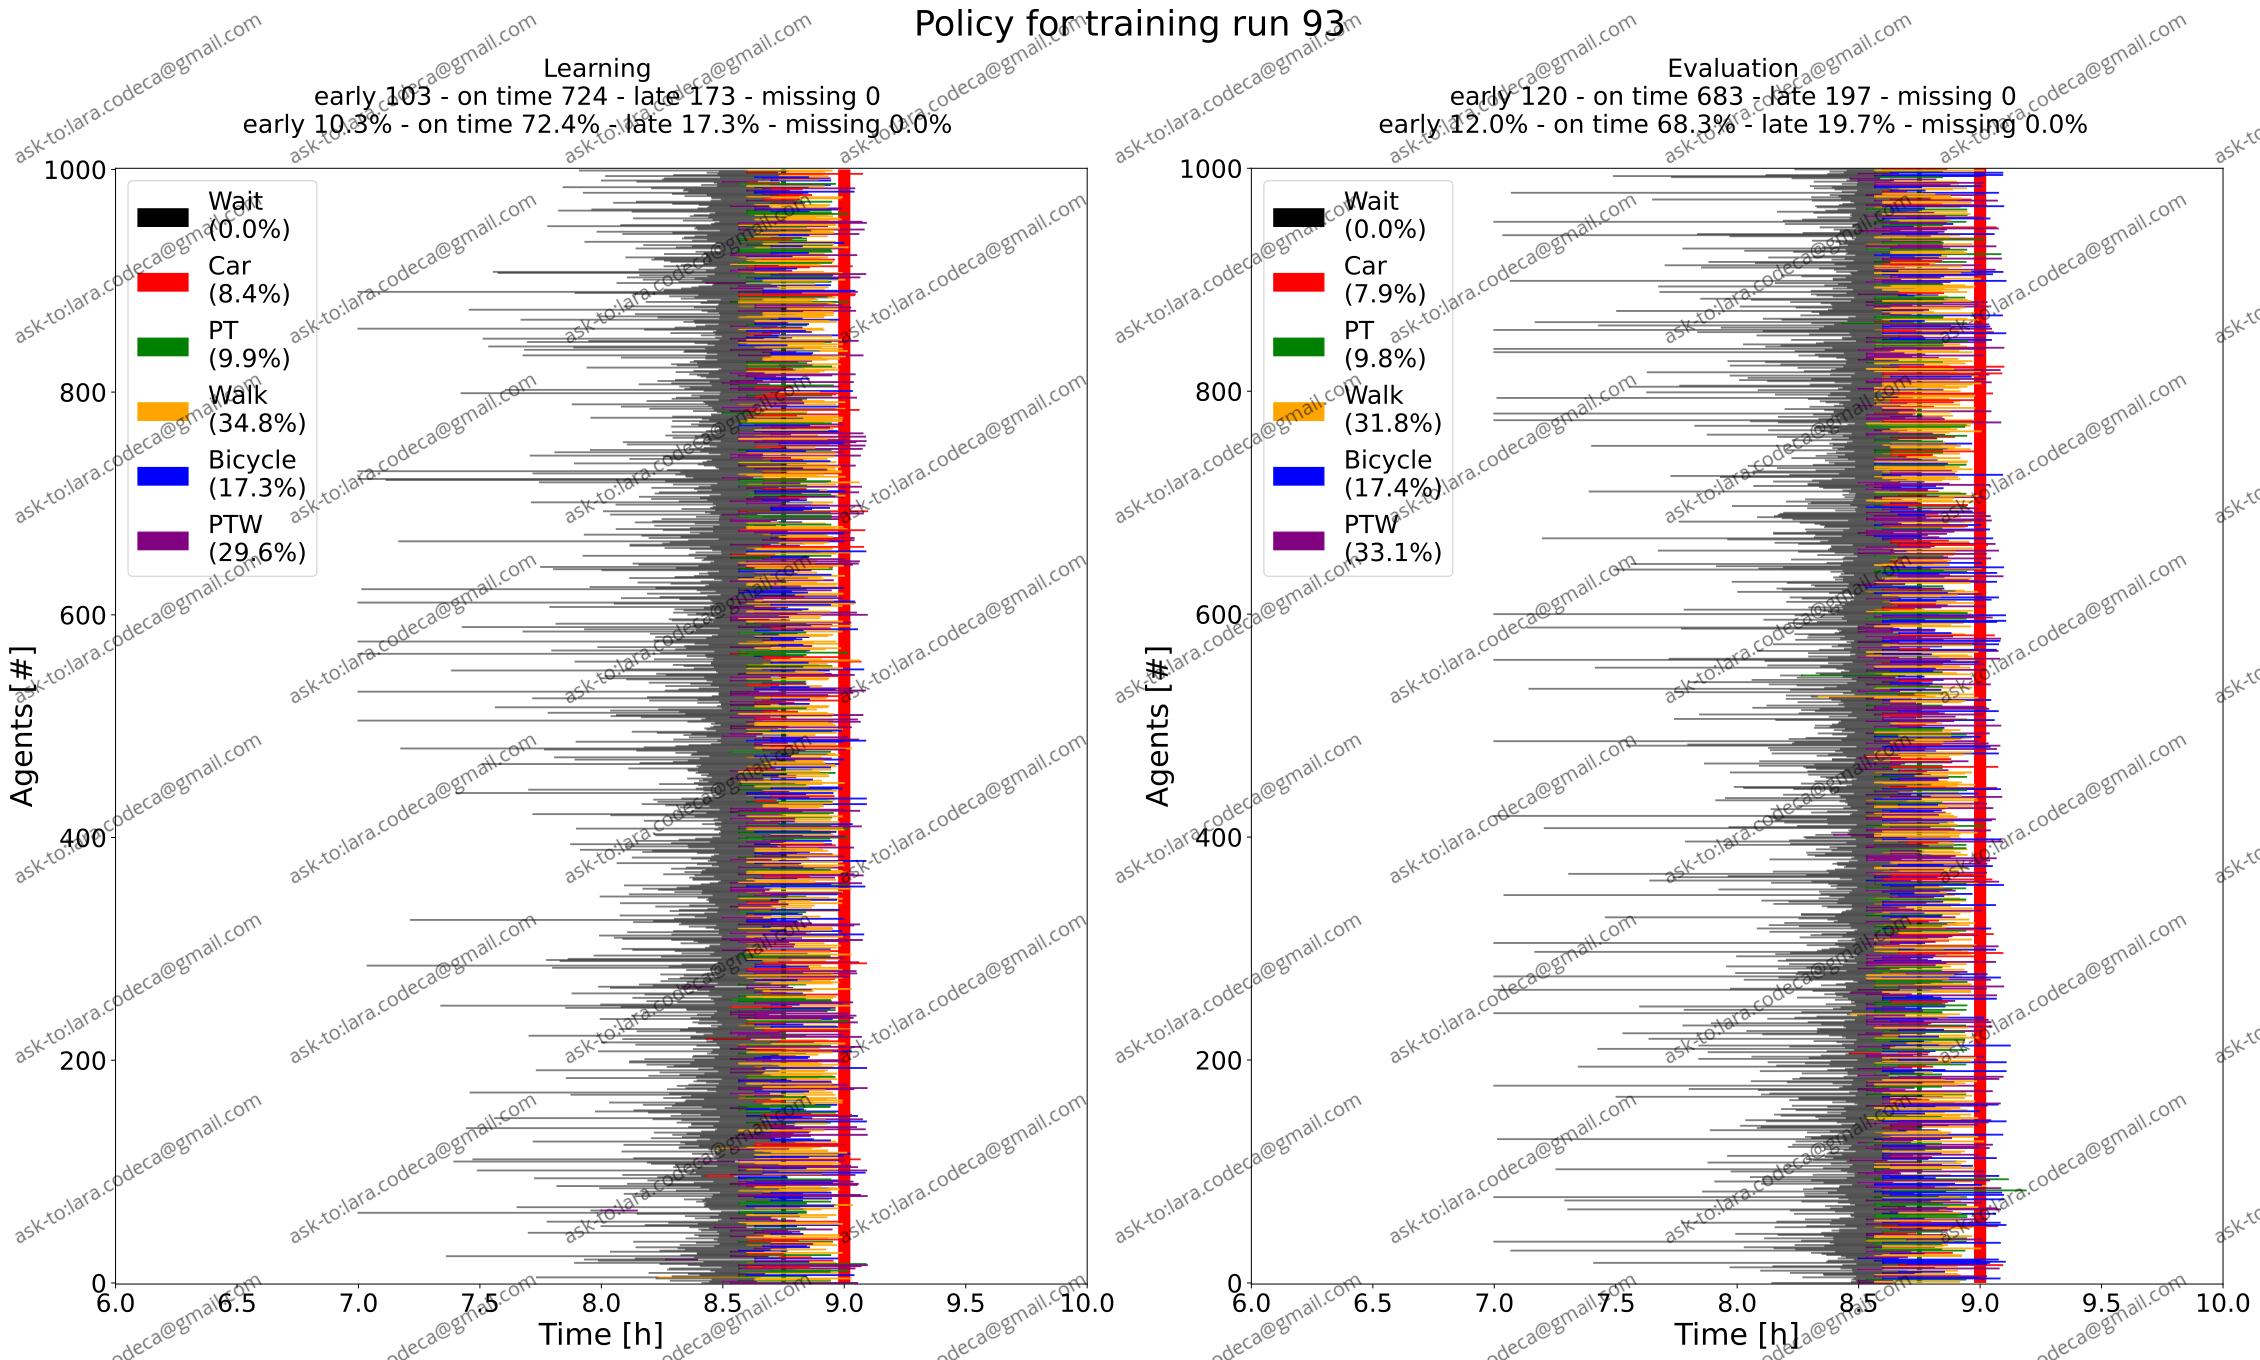 Policy for training run 93
Learning
early 103 - on time 724 - late 173 - missing 0
early 10.3% - on time 72.4% - late 17.3% - missing 0.0%
Wait
(0.0%)
Car
(8.4%)
PT
(9.9%)
Walk
(34.8%)
Bicycle
(17.3%)
PTW
(29.6%)
1000
800
600
400
200
0
Agents [#]
6.0 6.5 7.0 7.5 8.0 8.5 9.0 9.5 10.0
Time [h]
Evaluation
early 120 - on time 683 - late 197 - missing 0
early 12.0% - on time 68.3% - late 19.7% - missing 0.0%
Wait
(0.0%)
Car
(7.9%)
PT
(9.8%)
Walk
(31.8%)
Bicycle
(17.4%)
PTW
(33.1%)
1000
800
600
400
200
0
Agents [#]
6.0 6.5 7.0 7.5 8.0 8.5 9.0 9.5 10.0
Time [h]
ask-to:lara.codeca@gmail.com